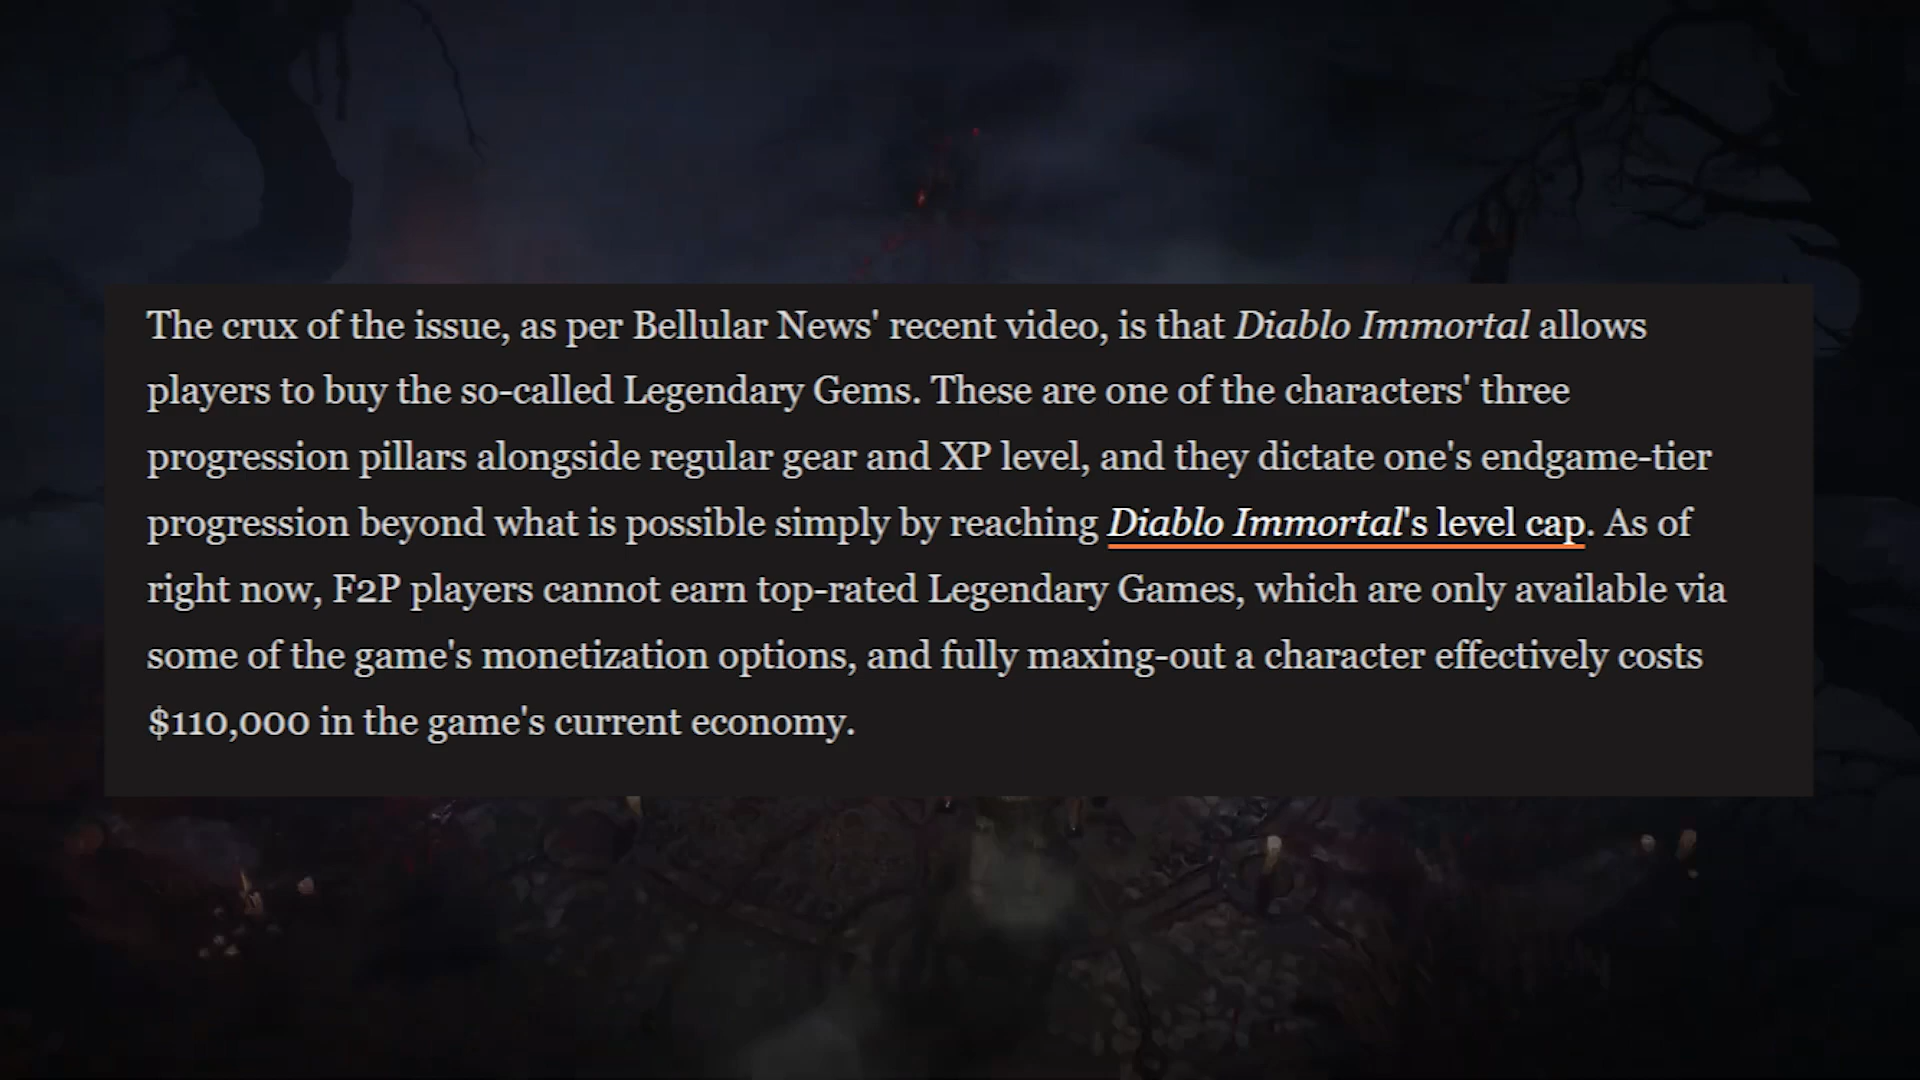 The crux of the issue, as per Bellular News' recent video, is that Diablo Immortal allows
players to buy the so-called Legendary Gems. These are one of the characters' three
progression pillars alongside regular gear and XP level, and they dictate one's endgame-tier
progression beyond what is possible simply by reaching Diablo Immortal's level cap. As of
right now, F2P players cannot earn top-rated Legendary Games, which are only available via
some of the game's monetization options, and fully maxing-out a character effectively costs
$110,000 in the game's current economy.